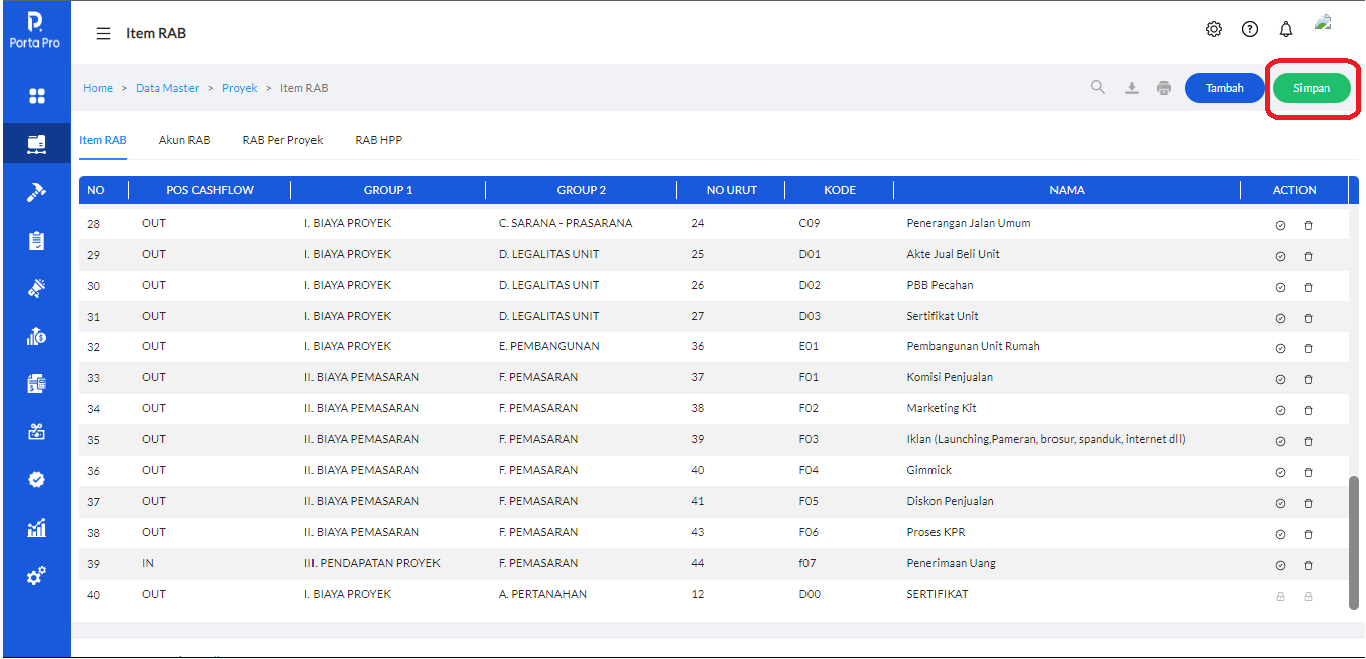 Porta Pro
Item RAB
Home > Data Master > Proyek > Item RAB
Tambah
Simpan
Item RAB Akun RAB RAB Per Proyek RAB HPP
NO POS CASHFLOW GROUP 1 GROUP 2 NO URUT KODE NAMA ACTION
28 OUT I. BIAYA PROYEK C. SARANA - PRASARANA 24 C09 Penerangan Jalan Umum
29 OUT I. BIAYA PROYEK D. LEGALITAS UNIT 25 D01 Akte Jual Beli Unit
30 OUT I. BIAYA PROYEK D. LEGALITAS UNIT 26 D02 PBB Pecahan
31 OUT I. BIAYA PROYEK D. LEGALITAS UNIT 27 D03 Sertifikat Unit
32 OUT I. BIAYA PROYEK E. PEMBANGUNAN 36 E01 Pembangunan Unit Rumah
33 OUT II. BIAYA PEMASARAN F. PEMASARAN 37 F01 Komisi Penjualan
34 OUT II. BIAYA PEMASARAN F. PEMASARAN 38 F02 Marketing Kit
35 OUT II. BIAYA PEMASARAN F. PEMASARAN 39 F03 Iklan (Launching,Pameran, brosur, spanduk, internet dll)
36 OUT II. BIAYA PEMASARAN F. PEMASARAN 40 F04 Gimmick
37 OUT II. BIAYA PEMASARAN F. PEMASARAN 41 F05 Diskon Penjualan
38 OUT II. BIAYA PEMASARAN F. PEMASARAN 43 F06 Proses KPR
39 IN III. PENDAPATAN PROYEK F. PEMASARAN 44 f07 Penerimaan Uang
40 OUT I. BIAYA PROYEK A. PERTANAHAN 12 D00 SERTIFIKAT